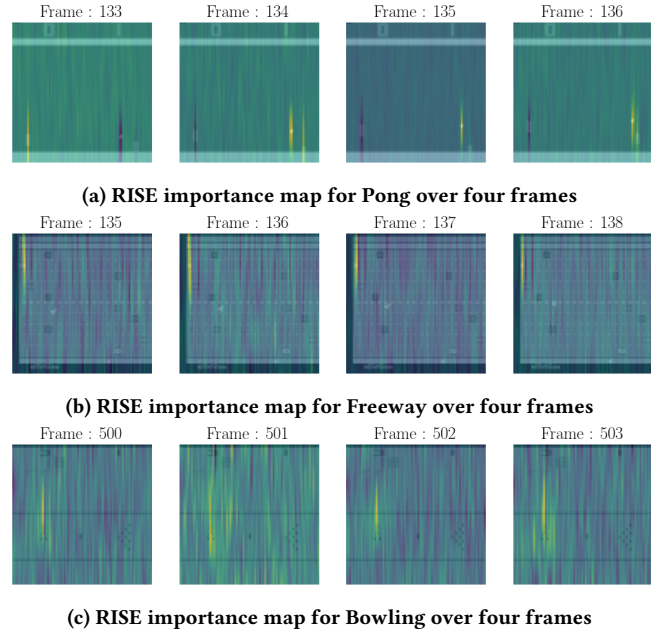 Frame : 133 Frame : 134 Frame : 135 Frame : 136
(a) RISE importance map for Pong over four frames
Frame : 135 Frame : 136 Frame : 137 Frame : 138
(b) RISE importance map for Freeway over four frames
Frame : 500 Frame : 501 Frame : 502 Frame : 503
(c) RISE importance map for Bowling over four frames